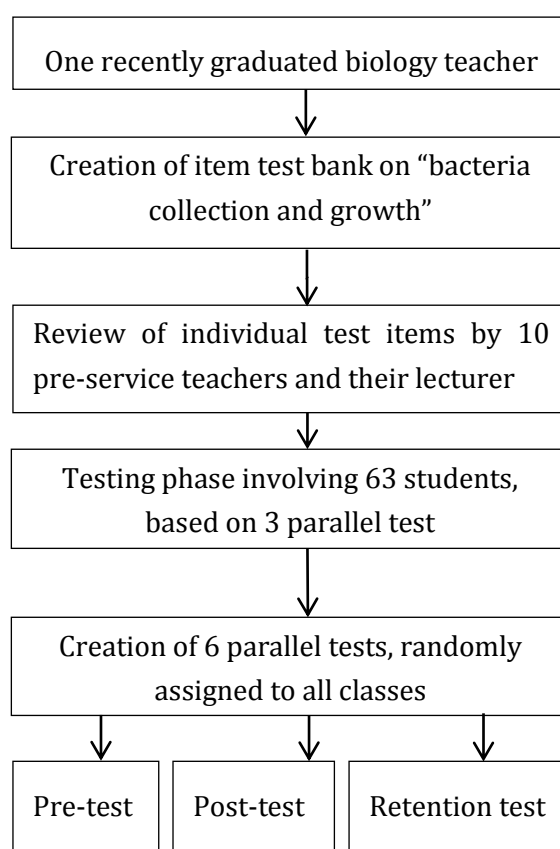 One recently graduated biology teacher
Creation of item test bank on “bacteria
collection and growth”
Review of individual test items by 10
pre-service teachers and their lecturer
Testing phase involving 63 students,
based on 3 parallel test
Creation of 6 parallel tests, randomly
assigned to all classes
Pre-test
Post-test
Retention test